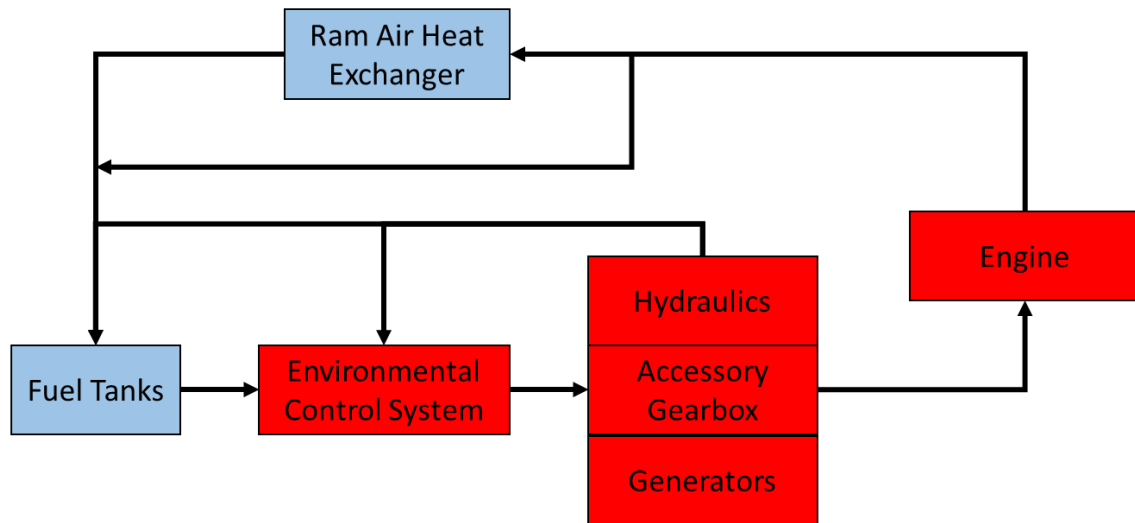 Ram Air Heat
Exchanger
Engine
Hydraulics
Fuel Tanks
Environmental
Control System
Accessory
Gearbox
Generators